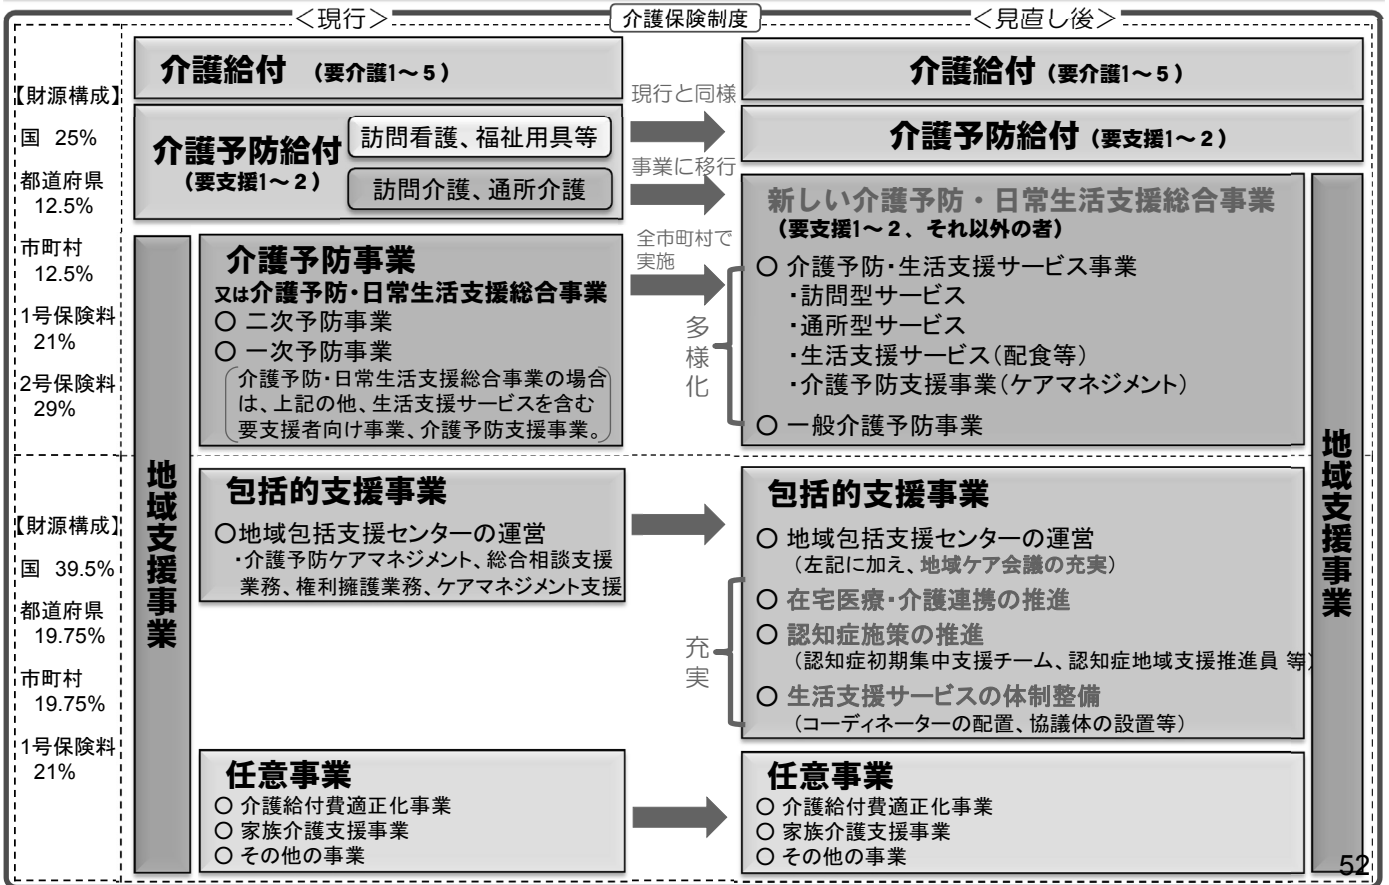 ＜現行＞
介護保険制度
＜見直し後＞
【財源構成】
国 25%
都道府県
12.5%
市町村
12.5%
1号保険料
21%
2号保険料
29%
【財源構成】
国 39.5%
都道府県
19.75%
市町村
19.75%
1号保険料
21%
介護給付 （要介護1～５）
介護予防給付
（要支援1～２）
訪問看護、福祉用具等
訪問介護、通所介護
地域支援事業
介護予防事業
又は介護予防・日常生活支援総合事業
○ 二次予防事業
○ 一次予防事業
介護予防・日常生活支援総合事業の場合
は、上記の他、生活支援サービスを含む
要支援者向け事業、介護予防支援事業。
包括的支援事業
○地域包括支援センターの運営
・介護予防ケアマネジメント、総合相談支援
業務、権利擁護業務、ケアマネジメント支援
任意事業
○ 介護給付費適正化事業
○ 家族介護支援事業
○ その他の事業
現行と同様
事業に移行
全市町村で
実施
多様化
充実
介護給付（要介護1～５）
介護予防給付（要支援1～２）
新しい介護予防・日常生活支援総合事業
（要支援1～２、それ以外の者）
○ 介護予防・生活支援サービス事業
・訪問型サービス
・通所型サービス
・生活支援サービス（配食等）
・介護予防支援事業（ケアマネジメント）
○ 一般介護予防事業
包括的支援事業
○ 地域包括支援センターの運営
（左記に加え、地域ケア会議の充実）
○ 在宅医療・介護連携の推進
○ 認知症施策の推進
（認知症初期集中支援チーム、認知症地域支援推進員 等）
○ 生活支援サービスの体制整備
（コーディネーターの配置、協議体の設置等）
任意事業
○ 介護給付費適正化事業
○ 家族介護支援事業
○ その他の事業
地域支援事業
52